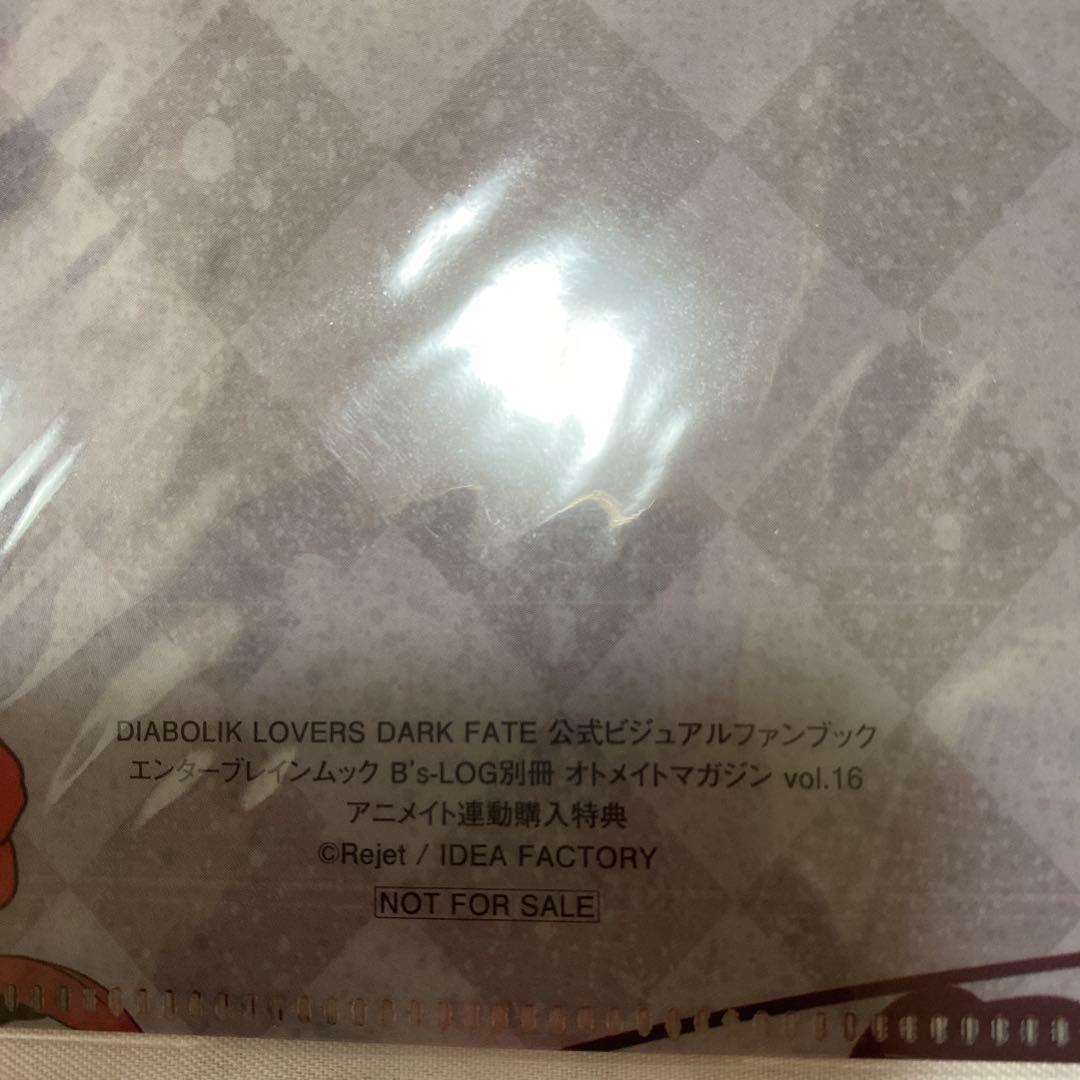 DIABOLIK LOVERS DARK FATE 公式ビジュアルファンブック
エンターブレインムック B's-LOG別冊 オトメイトマガジン vol.16
アニメイト連動購入特典
©Rejet / IDEA FACTORY
NOT FOR SALE